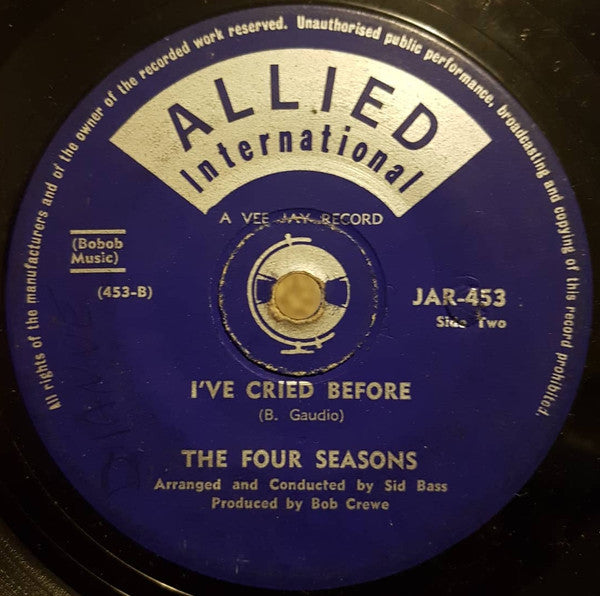 All rights of the manufacturers and of the owner of the recorded work reserved. Unauthorised public performance, broadcasting and copying of this record prohibited.
ALLIED
International
A VEE JAY RECORD
(Bobob
Music)
(453-B)
JAR-453
Side Two
I'VE CRIED BEFORE
(B. Gaudio)
THE FOUR SEASONS
Arranged and Conducted by Sid Bass
Produced by Bob Crewe